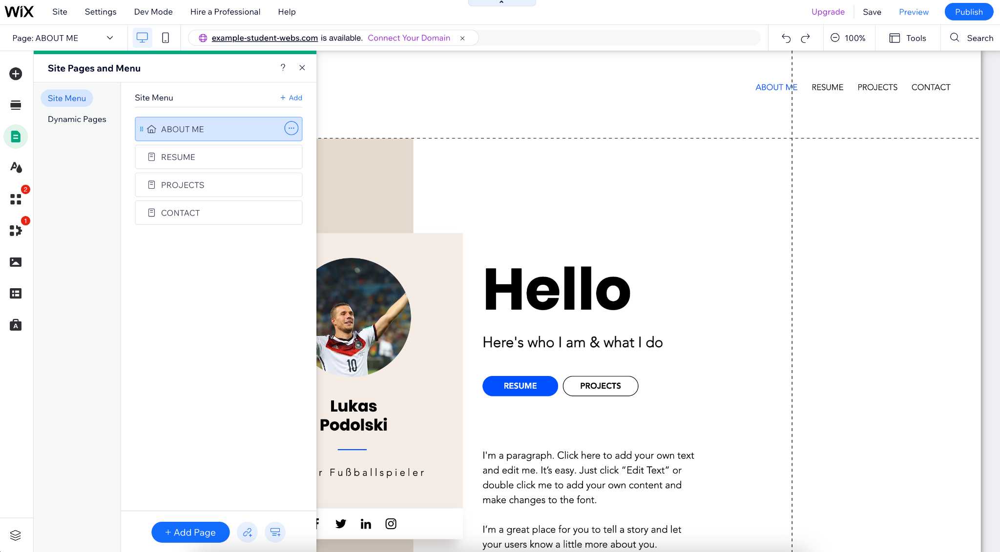 WiX Site Settings Dev Mode Hire a Professional Help Upgrade Save Preview Publish
Page: ABOUT ME example-student-webs.com is available. Connect Your Domain 100% Tools Search
Site Pages and Menu ?
Site Menu
Dynamic Pages
Site Menu + Add
ABOUT ME
RESUME
PROJECTS
CONTACT
+ Add Page
2
1
A
ABOUT ME RESUME PROJECTS CONTACT
10
Lukas
Podolski
r Fußballspieler
Hello
Here's who I am & what I do
RESUME PROJECTS
I'm a paragraph. Click here to add your own text
and edit me. It’s easy. Just click “Edit Text” or
double click me to add your own content and
make changes to the font.
I’m a great place for you to tell a story and let
your users know a little more about you.